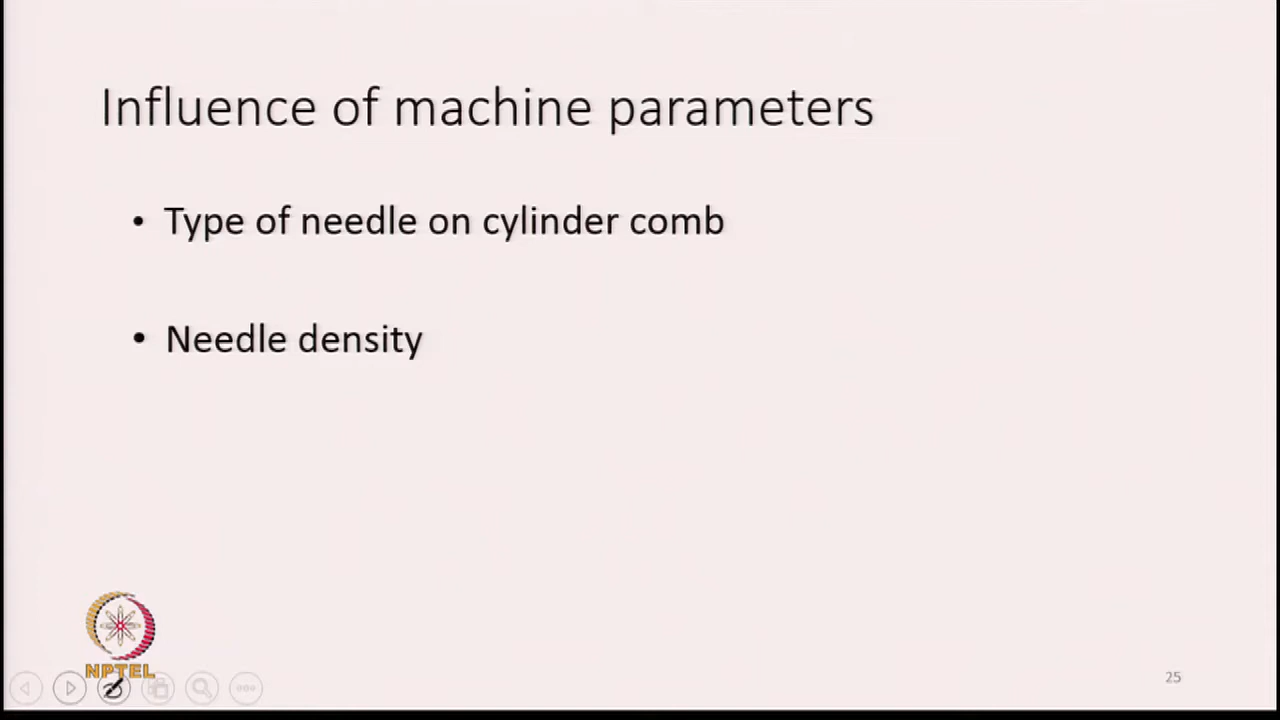 Influence of machine parameters
• Type of needle on cylinder comb
• Needle density
NPTEL
25